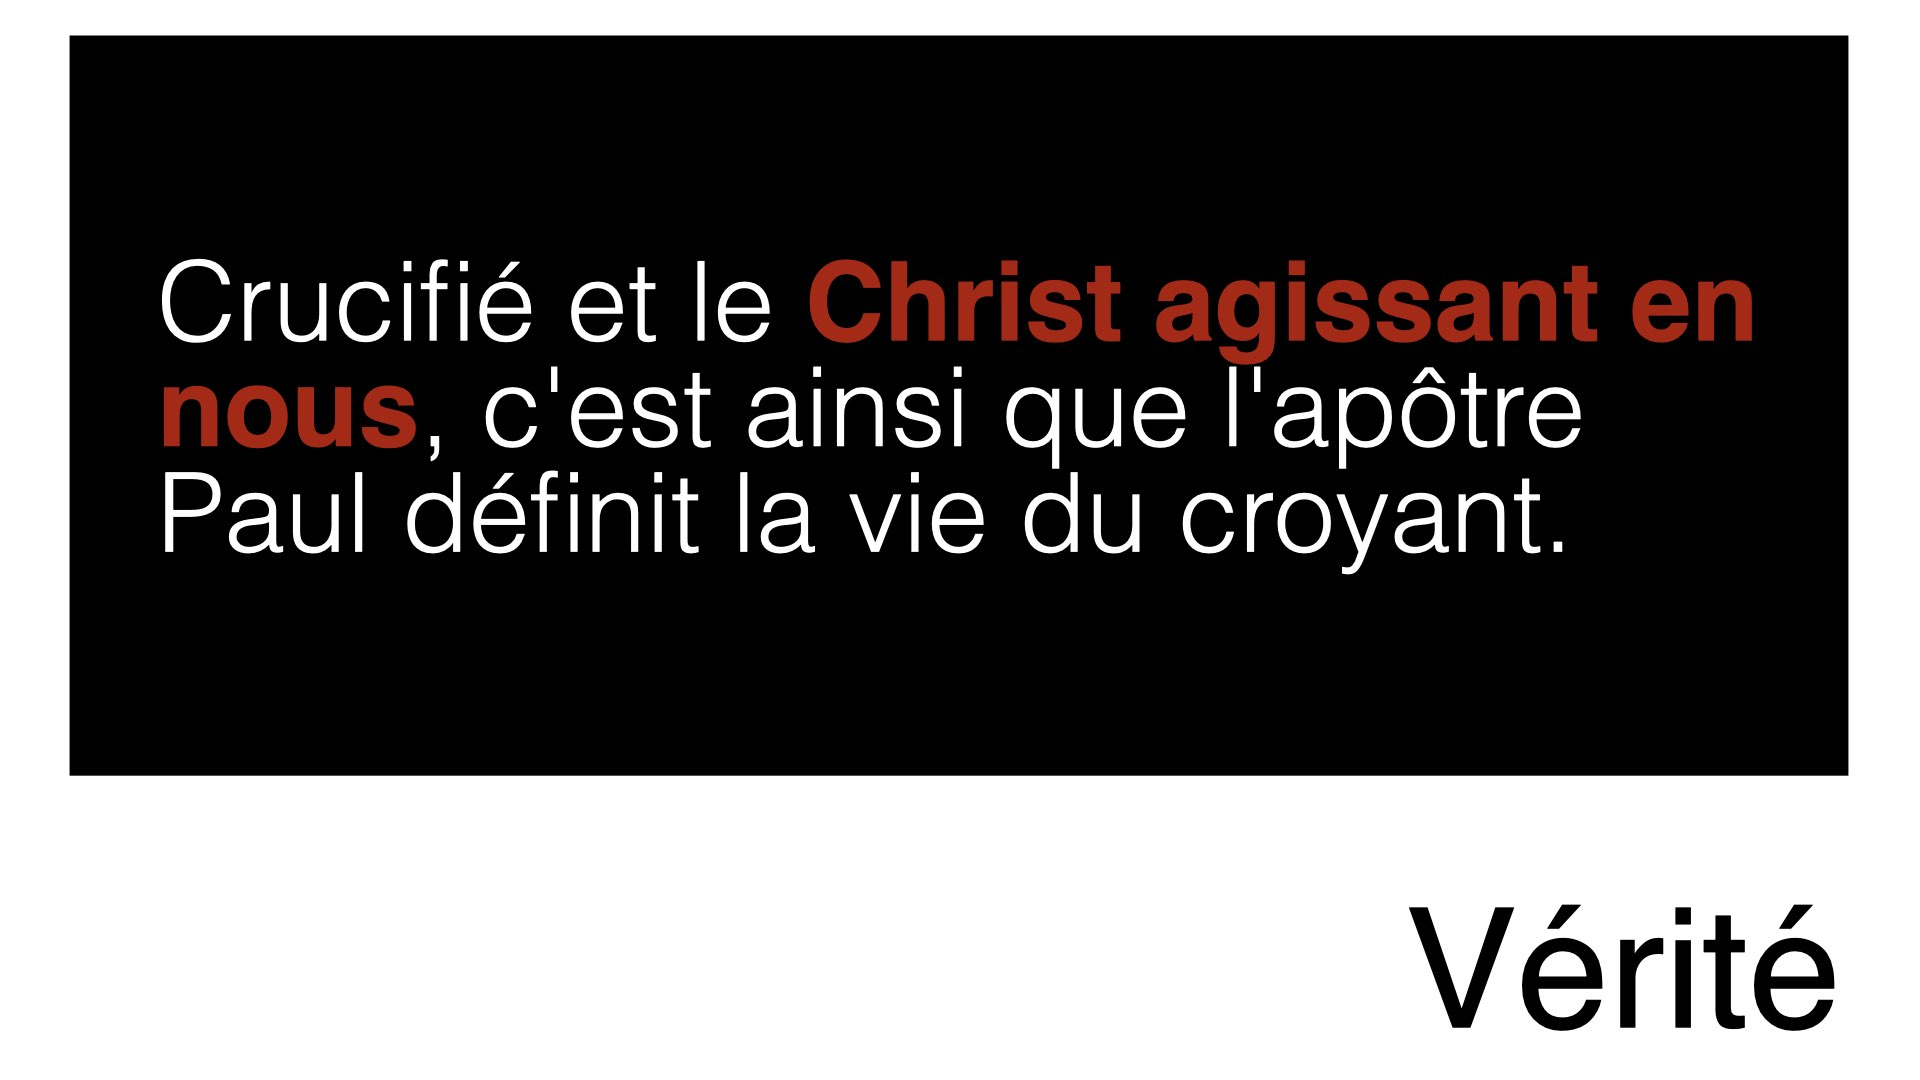 Crucifié et le Christ agissant en
nous, c'est ainsi que l'apôtre
Paul définit la vie du croyant.
Vérité